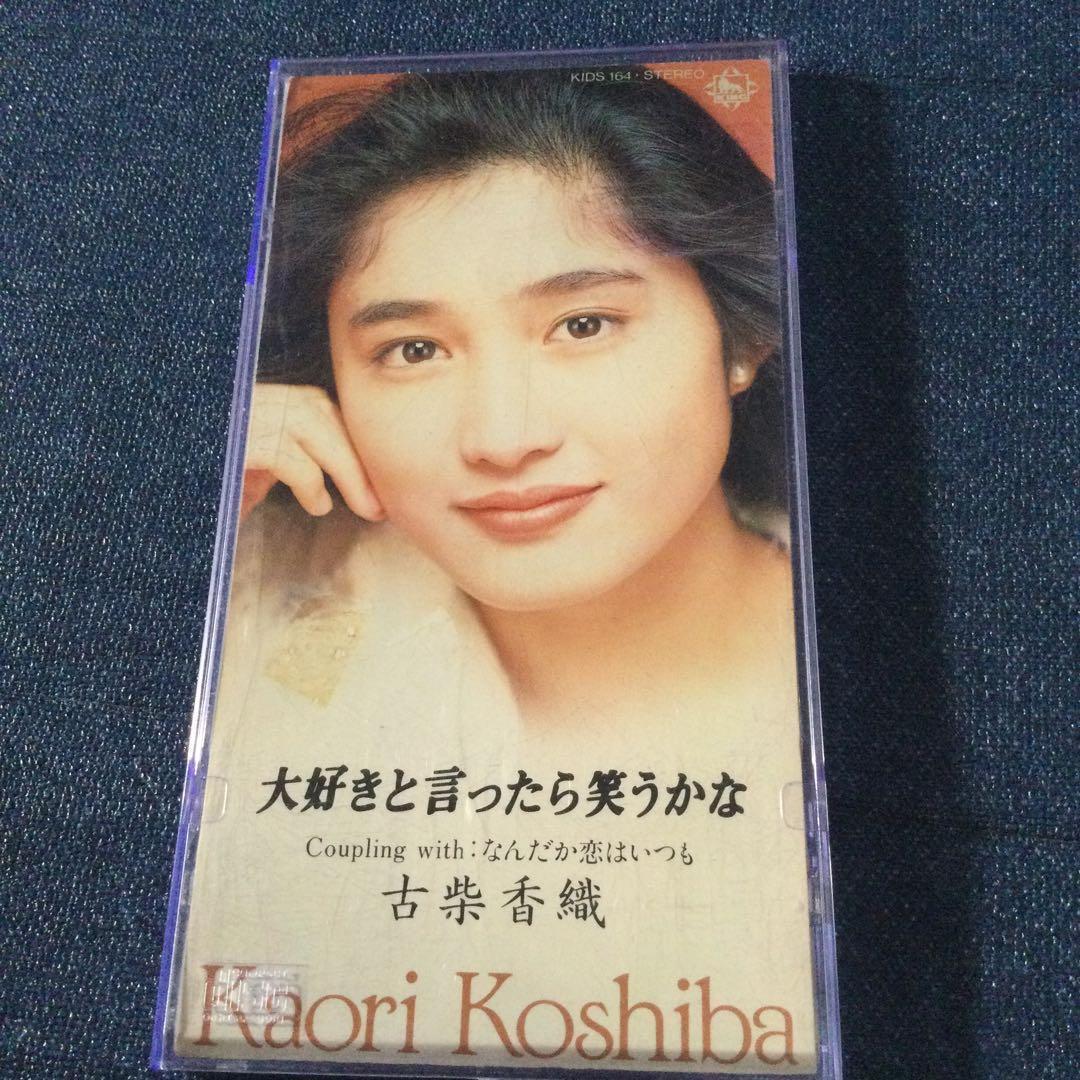 KIDS 164・STEREO
KING
大好きと言ったら笑うかな
Coupling with:なんだか恋はいつも
古柴香織
Kaori Koshiba